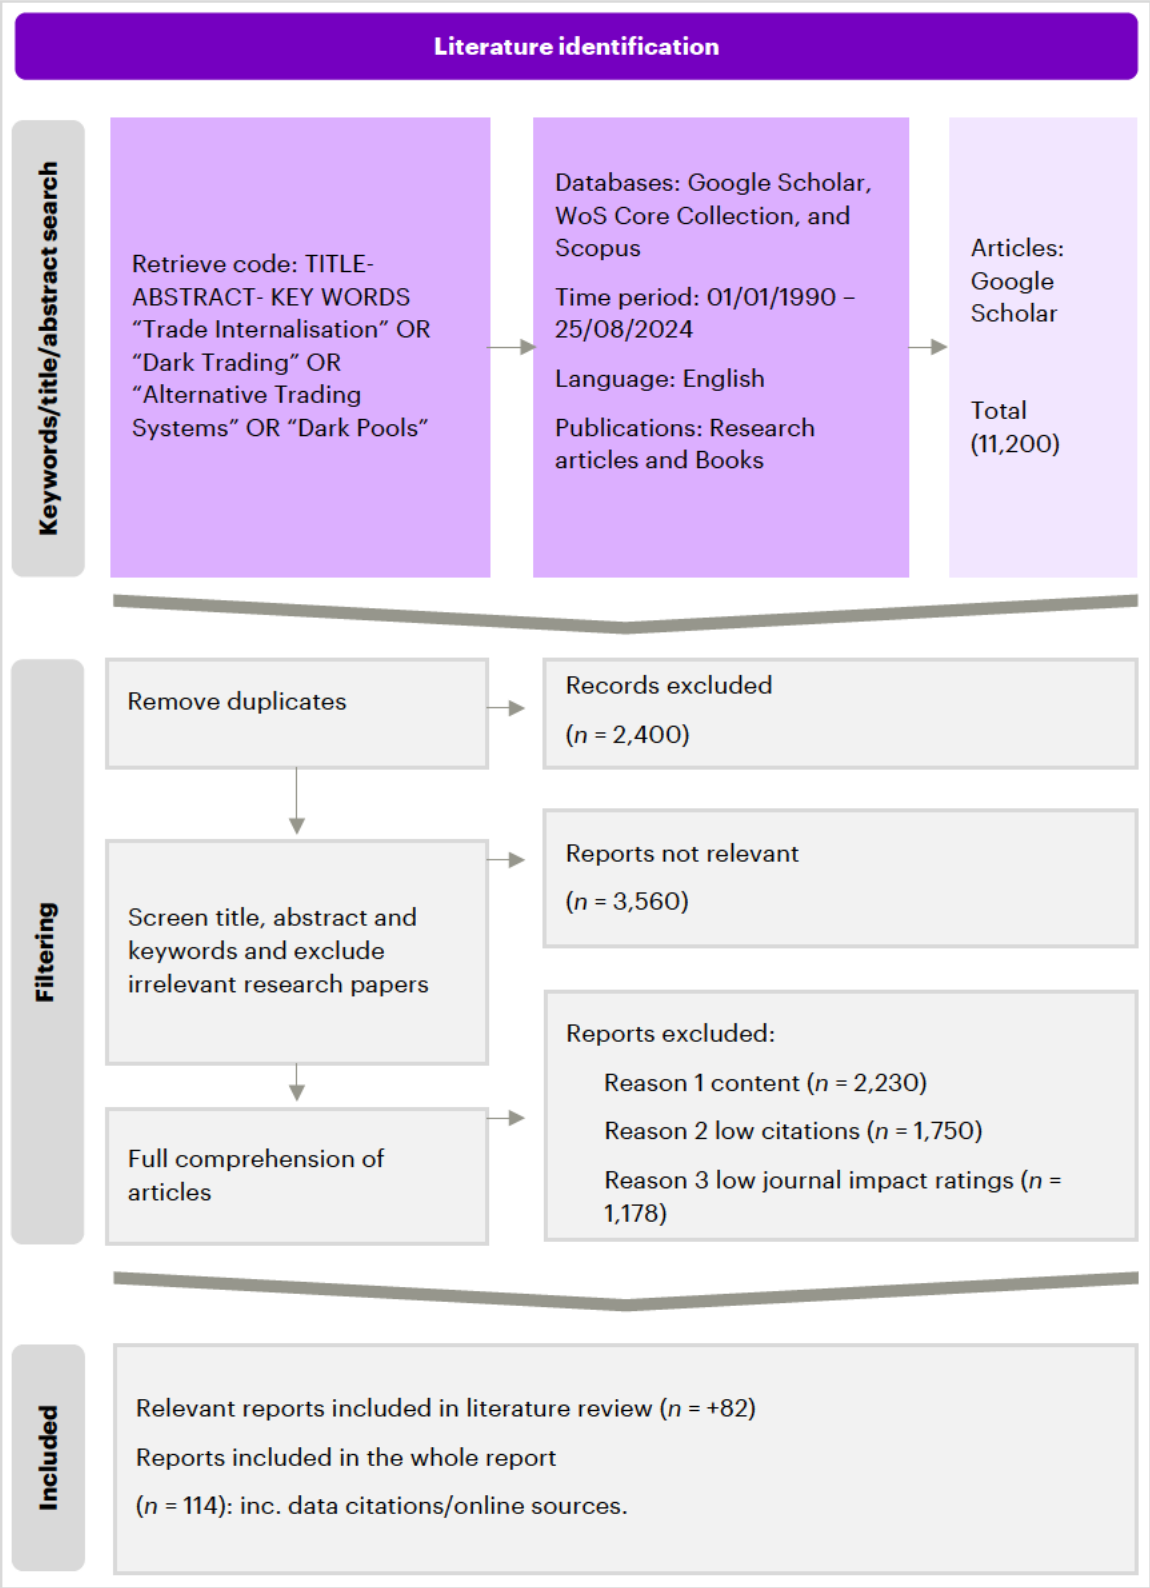 Literature identification
Keywords/title/abstract search
Retrieve code: TITLE-
ABSTRACT- KEY WORDS
“Trade Internalisation” OR
“Dark Trading” OR
“Alternative Trading
Systems” OR “Dark Pools”
Databases: Google Scholar,
WoS Core Collection, and
Scopus
Time period: 01/01/1990 –
25/08/2024
Language: English
Publications: Research
articles and Books
Articles:
Google
Scholar
Total
(11,200)
Filtering
Remove duplicates
Records excluded
(n = 2,400)
Screen title, abstract and
keywords and exclude
irrelevant research papers
Reports not relevant
(n = 3,560)
Full comprehension of
articles
Reports excluded:
Reason 1 content (n = 2,230)
Reason 2 low citations (n = 1,750)
Reason 3 low journal impact ratings (n =
1,178)
Included
Relevant reports included in literature review (n = +82)
Reports included in the whole report
(n = 114): inc. data citations/online sources.